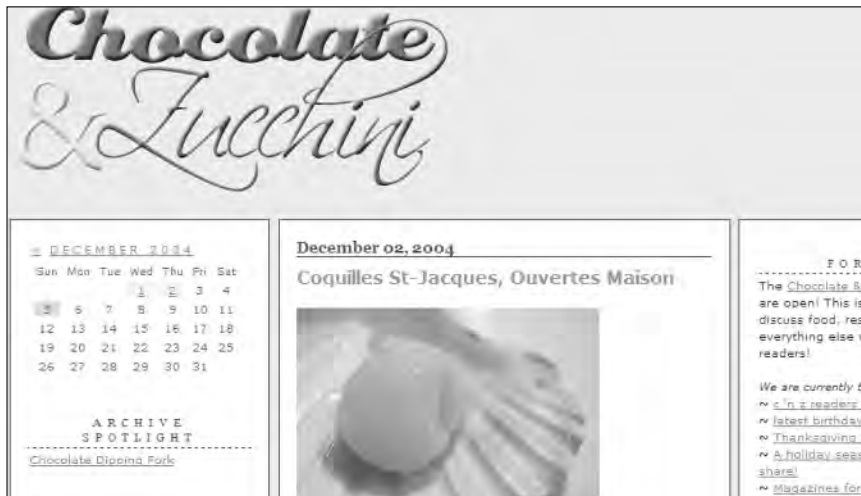 Chocolate
& Zucchini
« DECEMBER 2004
Sun Mon Tue Wed Thu Fri Sat
1 2 3 4
5 6 7 8 9 10 11
12 13 14 15 16 17 18
19 20 21 22 23 24 25
26 27 28 29 30 31
ARCHIVE
SPOTLIGHT
Chocolate Dipping Fork
December 02, 2004
Coquilles St-Jacques, Ouvertes Maison
FOR
The Chocolate &
are open! This is
discuss food, res
everything else
readers!
We are currently
~ c 'n z readers
~ latest birthday
~ Thanksgiving
~ A holiday seas
share!
~ Magazines for